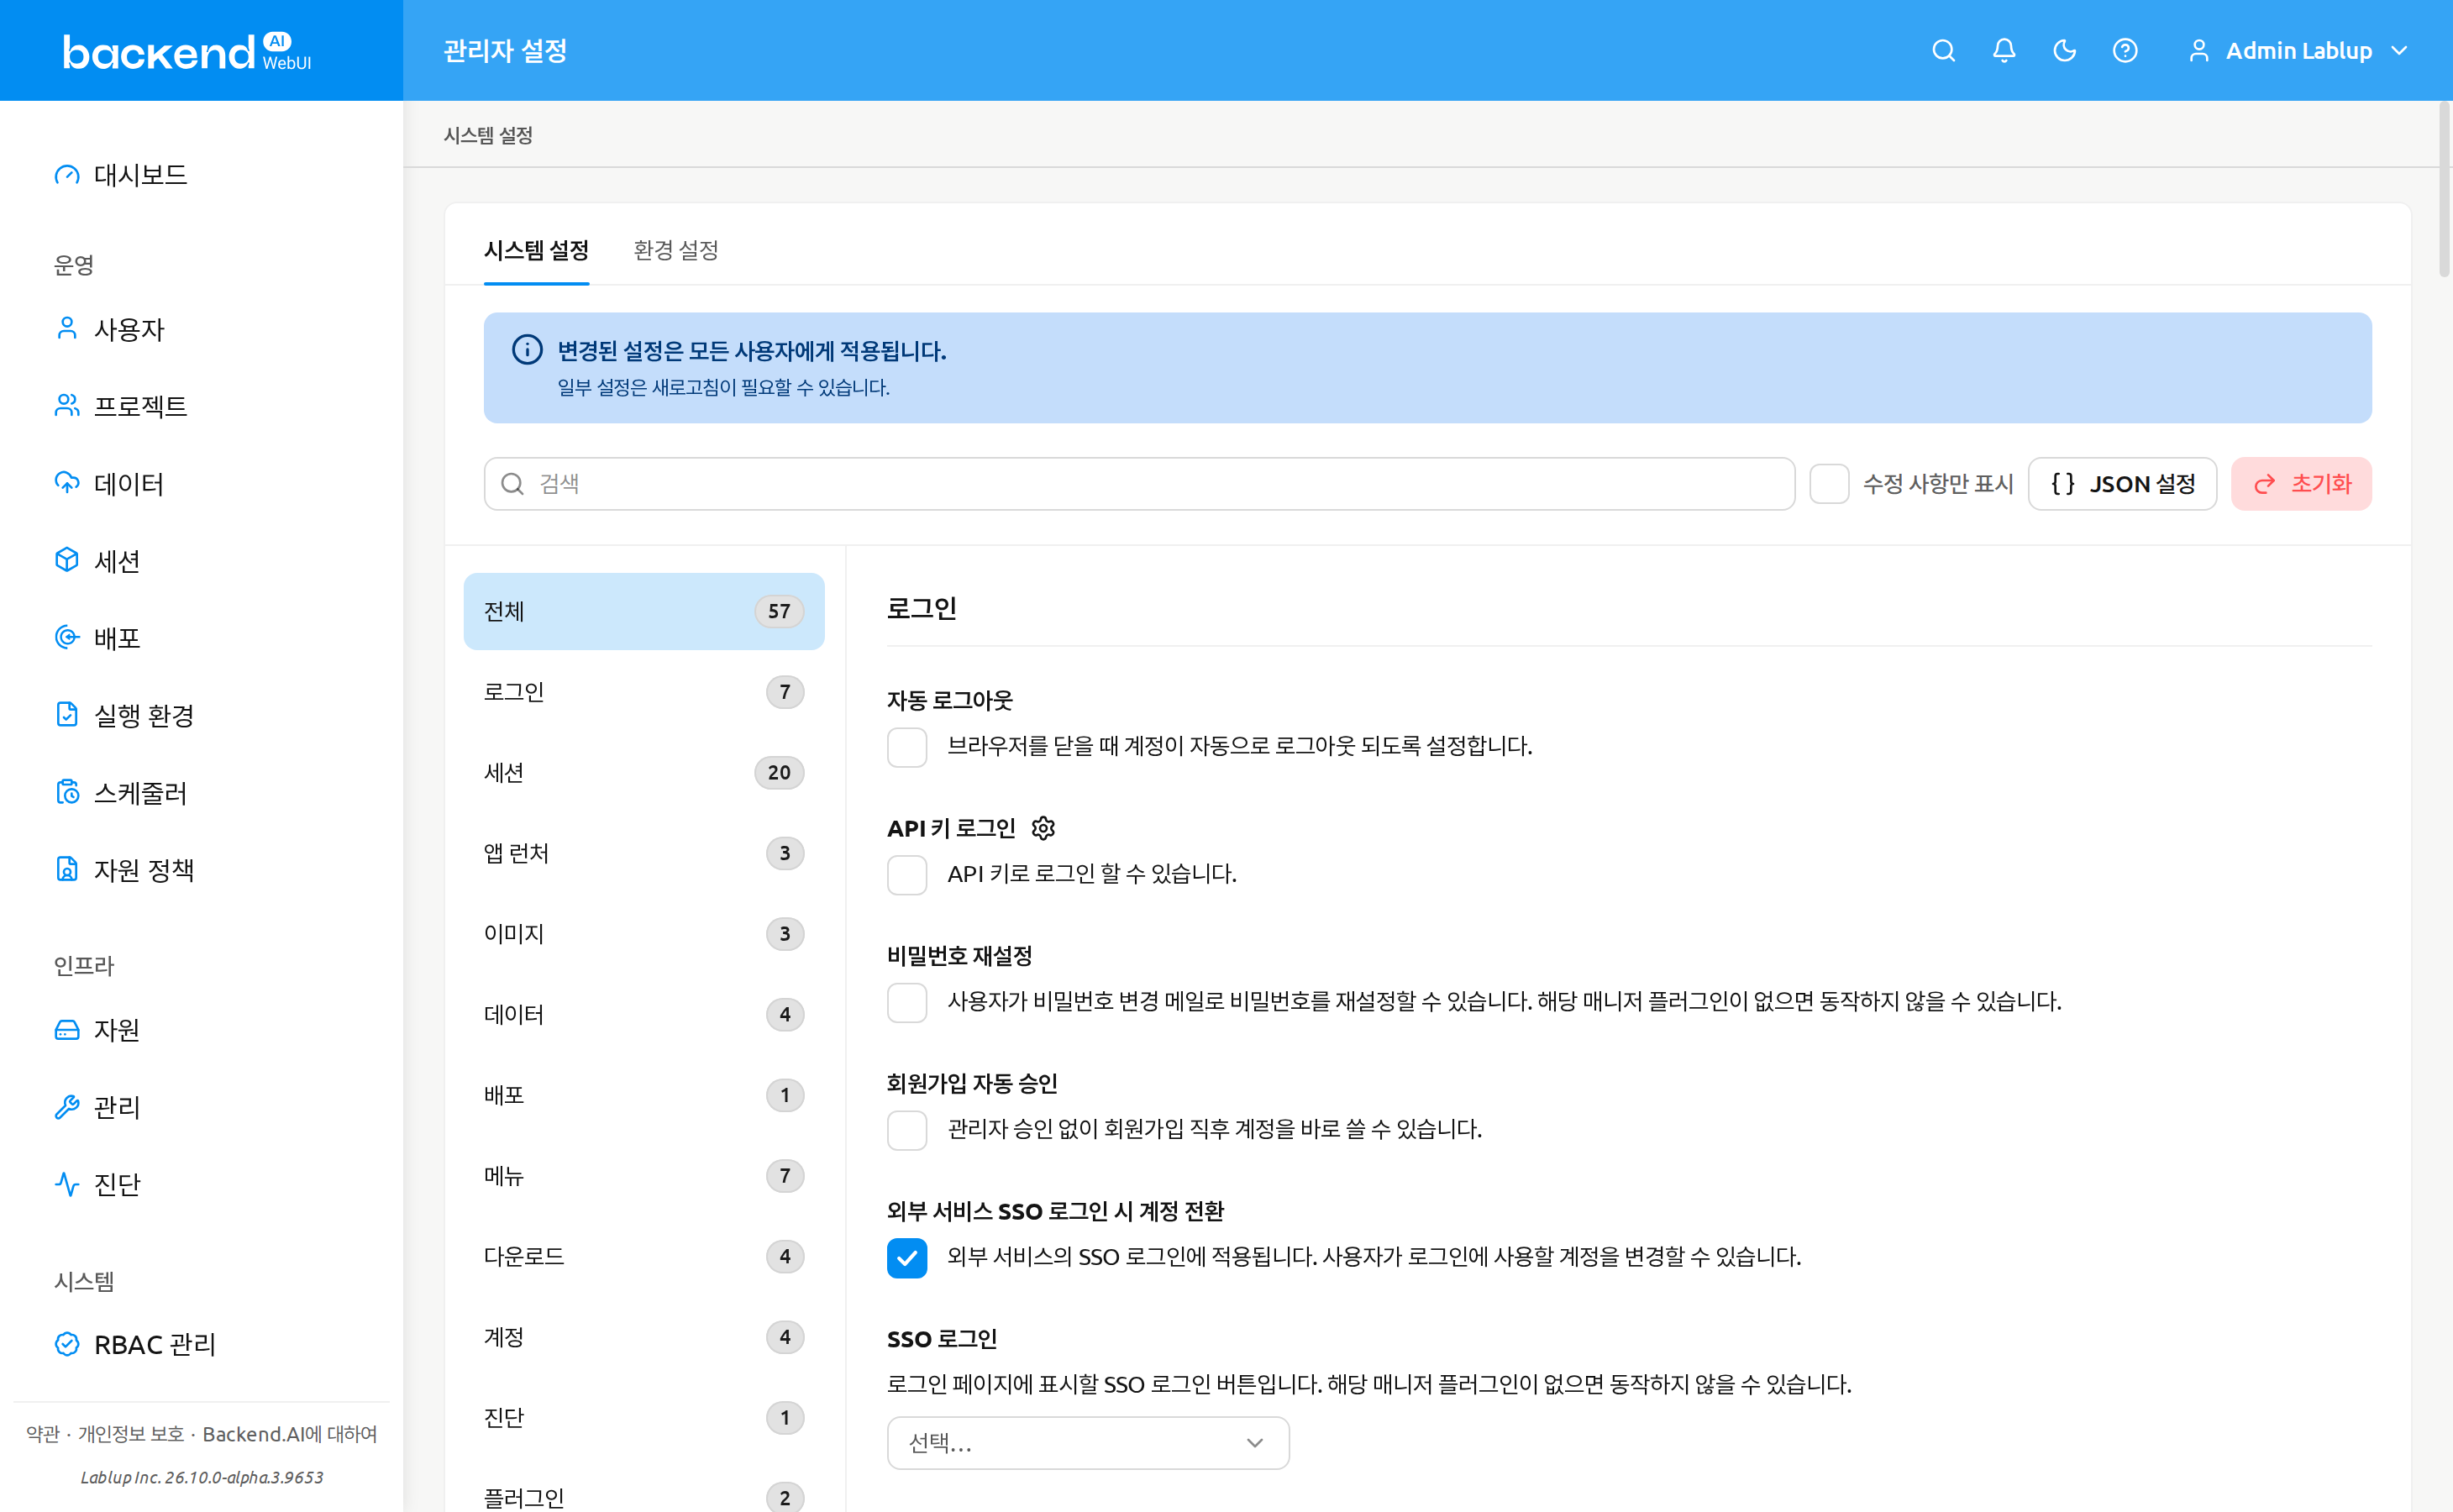 backend AI WebUI
관리자 설정
Admin Lablup
대시보드
운영
사용자
프로젝트
데이터
세션
배포
실행 환경
스케줄러
자원 정책
인프라
자원
관리
진단
시스템
RBAC 관리
약관 · 개인정보 보호 · Backend.AI에 대하여
Lablup Inc. 26.10.0-alpha.3.9653
시스템 설정
시스템 설정 환경 설정
변경된 설정은 모든 사용자에게 적용됩니다.
일부 설정은 새로고침이 필요할 수 있습니다.
검색 수정 사항만 표시 {} JSON 설정 초기화
전체 57
로그인 7
세션 20
앱 런처 3
이미지 3
데이터 4
배포 1
메뉴 7
다운로드 4
계정 4
진단 1
플러그인 2
로그인
자동 로그아웃
브라우저를 닫을 때 계정이 자동으로 로그아웃 되도록 설정합니다.
API 키 로그인
API 키로 로그인 할 수 있습니다.
비밀번호 재설정
사용자가 비밀번호 변경 메일로 비밀번호를 재설정할 수 있습니다. 해당 매니저 플러그인이 없으면 동작하지 않을 수 있습니다.
회원가입 자동 승인
관리자 승인 없이 회원가입 직후 계정을 바로 쓸 수 있습니다.
외부 서비스 SSO 로그인 시 계정 전환
외부 서비스의 SSO 로그인에 적용됩니다. 사용자가 로그인에 사용할 계정을 변경할 수 있습니다.
SSO 로그인
로그인 페이지에 표시할 SSO 로그인 버튼입니다. 해당 매니저 플러그인이 없으면 동작하지 않을 수 있습니다.
선택...